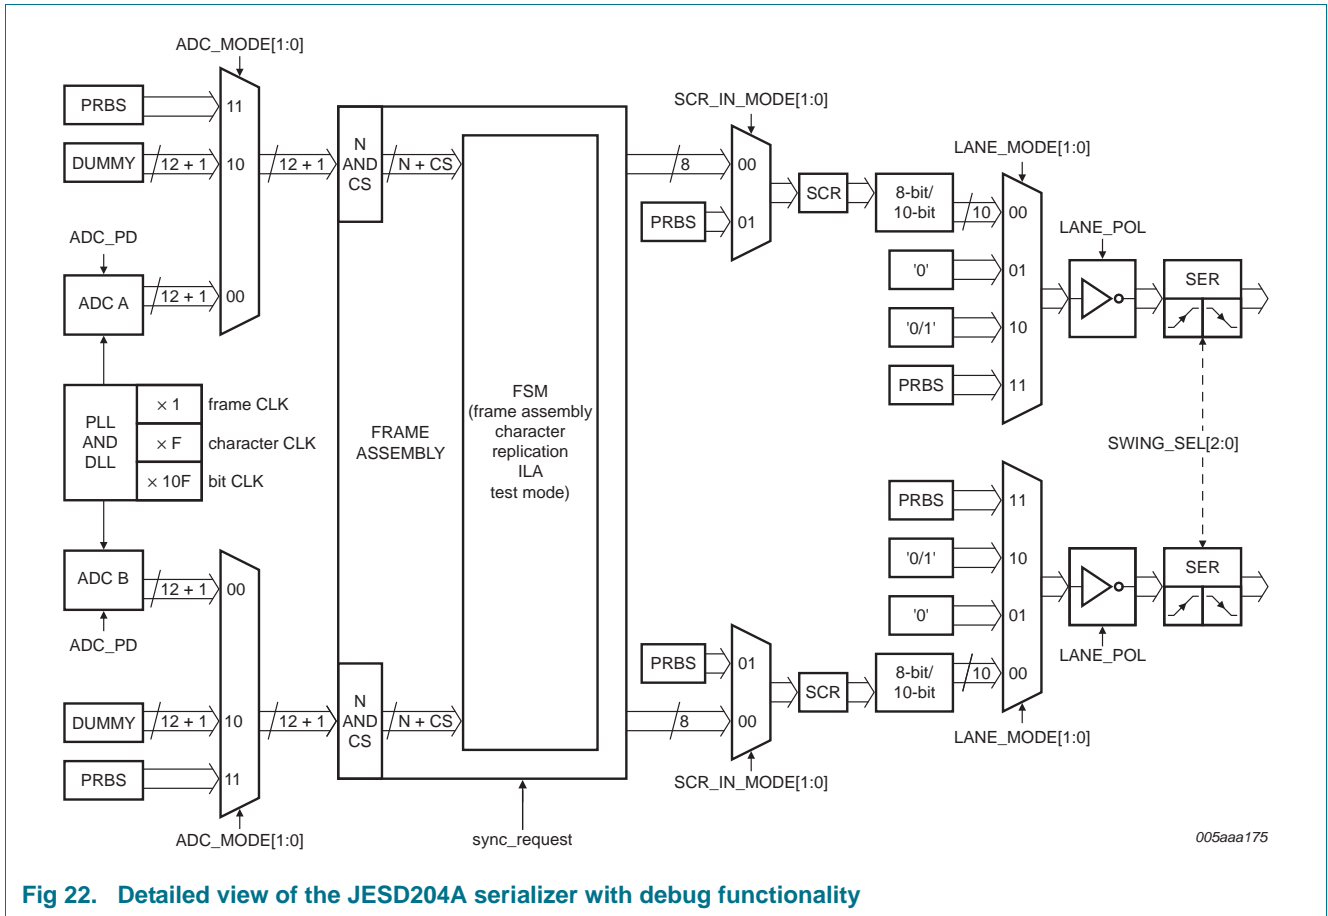 ADC_MODE[1:0]
PRBS
11
DUMMY
12 + 1
10
12 + 1
ADC_PD
ADC A
12 + 1
00
PLL
AND
DLL
× 1
frame CLK
× F
character CLK
× 10F
bit CLK
ADC B
12 + 1
00
ADC_PD
DUMMY
12 + 1
10
12 + 1
PRBS
11
ADC_MODE[1:0]
N
AND
CS
N + CS
FRAME
ASSEMBLY
FSM
(frame assembly
character
replication
ILA
test mode)
N
AND
CS
N + CS
sync_request
SCR_IN_MODE[1:0]
8
00
PRBS
01
SCR
8-bit/
10-bit
10
LANE_MODE[1:0]
00
'0'
01
'0/1'
10
PRBS
11
LANE_POL
SER
SWING_SEL[2:0]
PRBS
11
'0/1'
10
'0'
01
8-bit/
10-bit
10
00
LANE_MODE[1:0]
LANE_POL
SER
PRBS
01
8
00
SCR
SCR_IN_MODE[1:0]
005aaa175
Fig 22. Detailed view of the JESD204A serializer with debug functionality